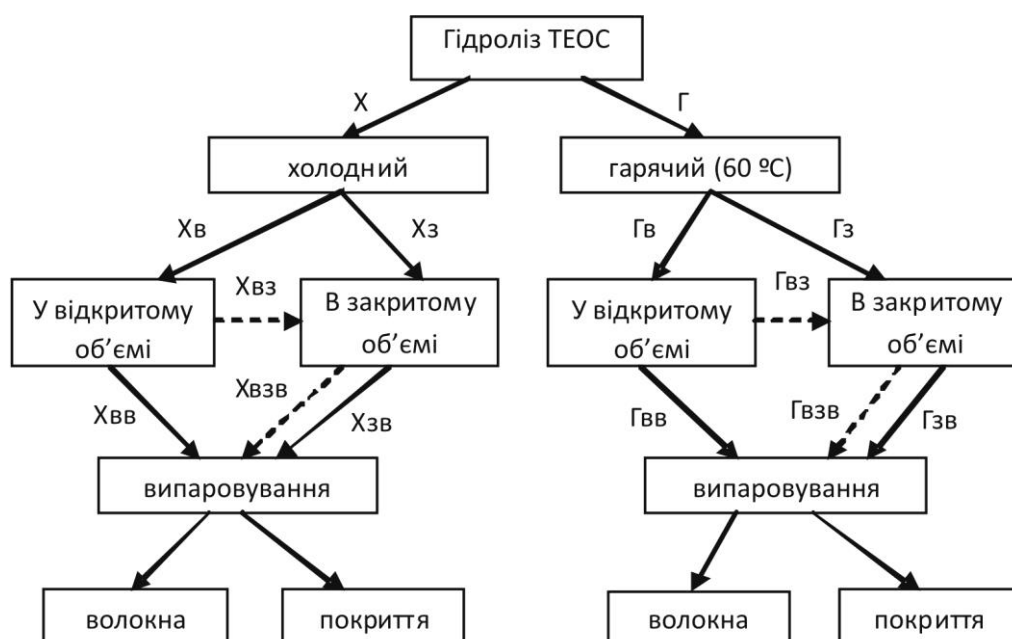 Гідроліз ТЕОС
Х
Г
холодний
гарячий (60 ºС)
Хв
Хз
Гв
Гз
У відкритому
об’ємі
Хвз
В закритому
об’ємі
У відкритому
об’ємі
Гвз
В закритому
об’ємі
Хвв
Хвзв
Хзв
Гвв
Гвзв
Гзв
випаровування
випаровування
волокна
покриття
волокна
покриття